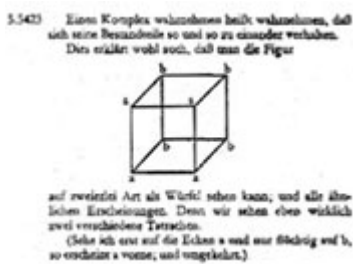 5.5423 Einen Komplex wahrnehmen heißt wahrnehmen, daß
sich seine Bestandteile so und so zu einander verhalten.
Dies erklärt wohl auch, daß man die Figur
b b
a a
b b
a a
auf zweierlei Art als Würfel sehen kann; und alle ähn-
lichen Erscheinungen. Denn wir sehen eben wirklich
zwei verschiedene Tatsachen.
(Sehe ich erst auf die Ecken a und nur flüchtig auf b,
so erscheint a vorne; und umgekehrt.)